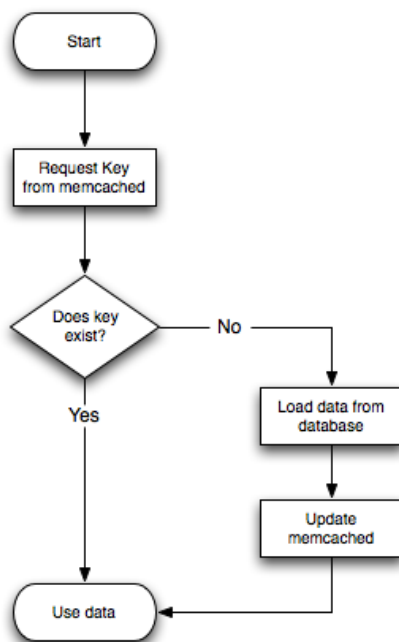 Start
Request Key
from memcached
Does key
exist?
No
Yes
Load data from
database
Update
memcached
Use data